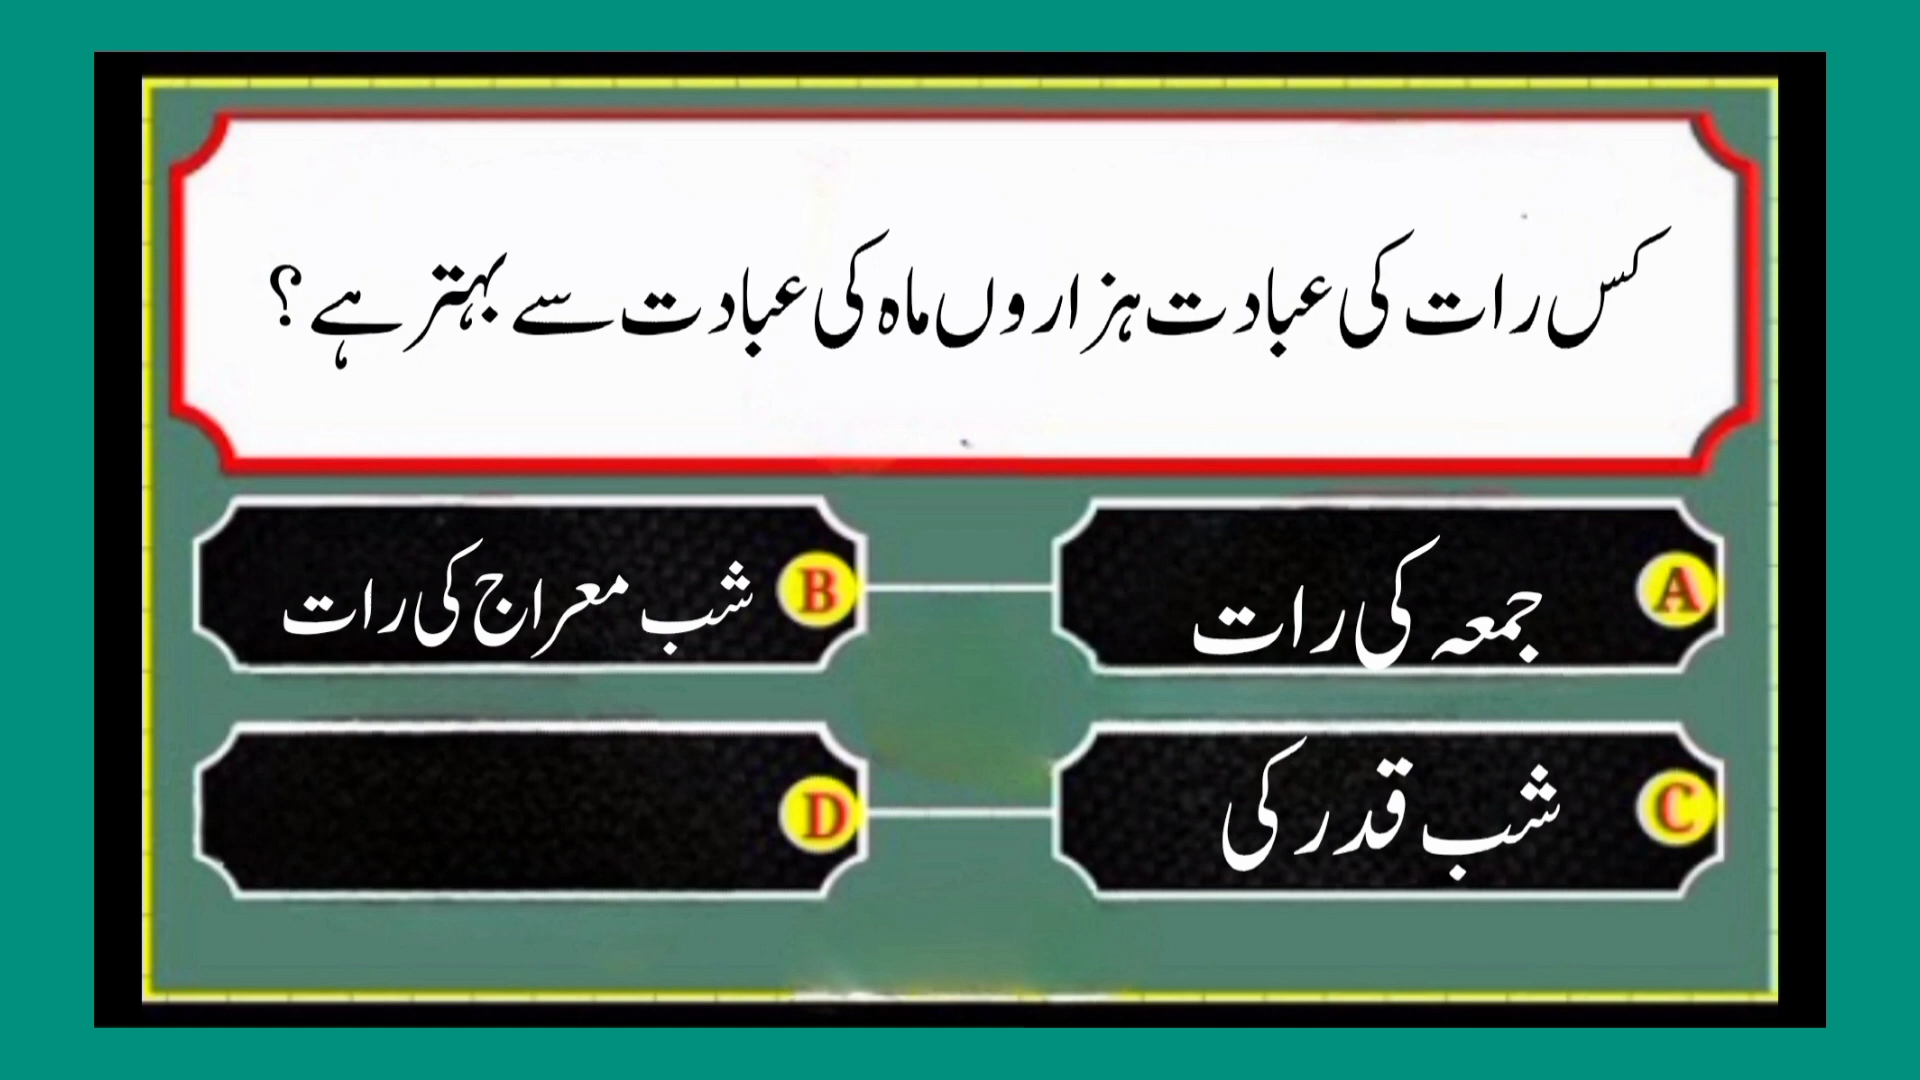 کس رات کی عبادت ہزاروں ماہ کی عبادت سے بہتر ہے؟
A جمعہ کی رات
B شب معراج کی رات
C شب قدر کی
D